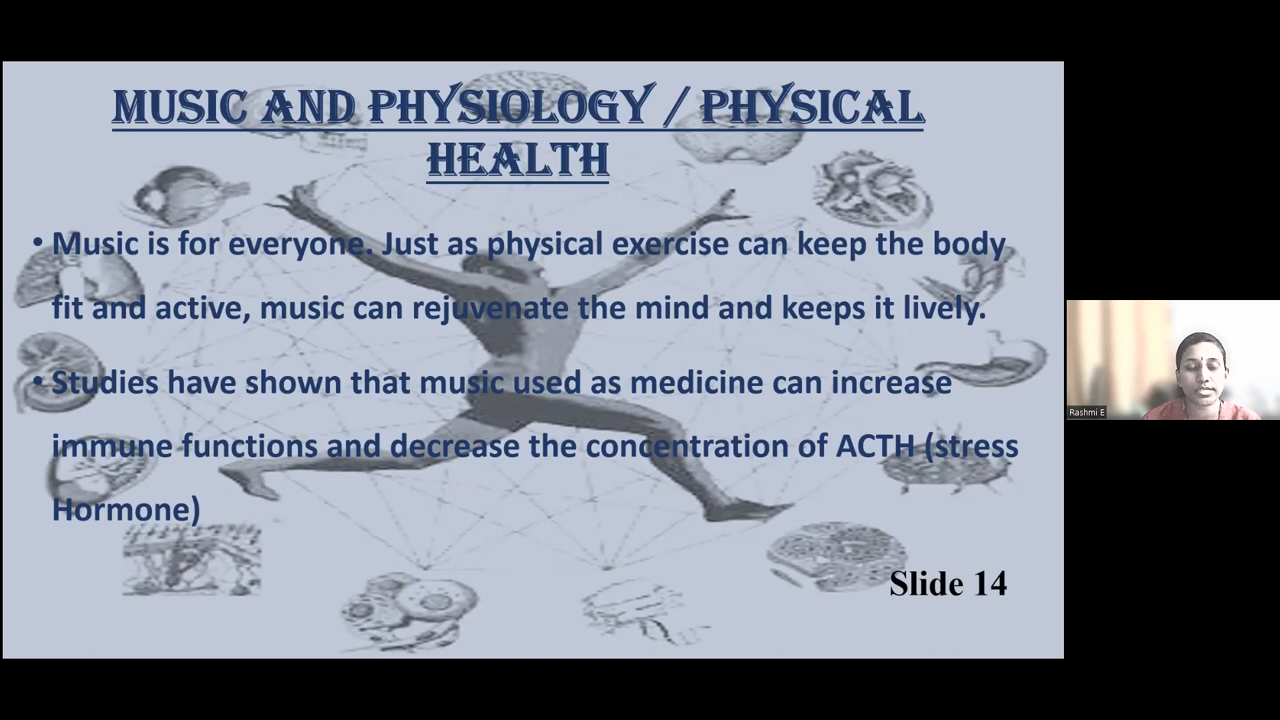 MUSIC AND PHYSIOLOGY / PHYSICAL
HEALTH
• Music is for everyone. Just as physical exercise can keep the body
fit and active, music can rejuvenate the mind and keeps it lively.
• Studies have shown that music used as medicine can increase
immune functions and decrease the concentration of ACTH (stress
Hormone)
Slide 14
Rashmi E